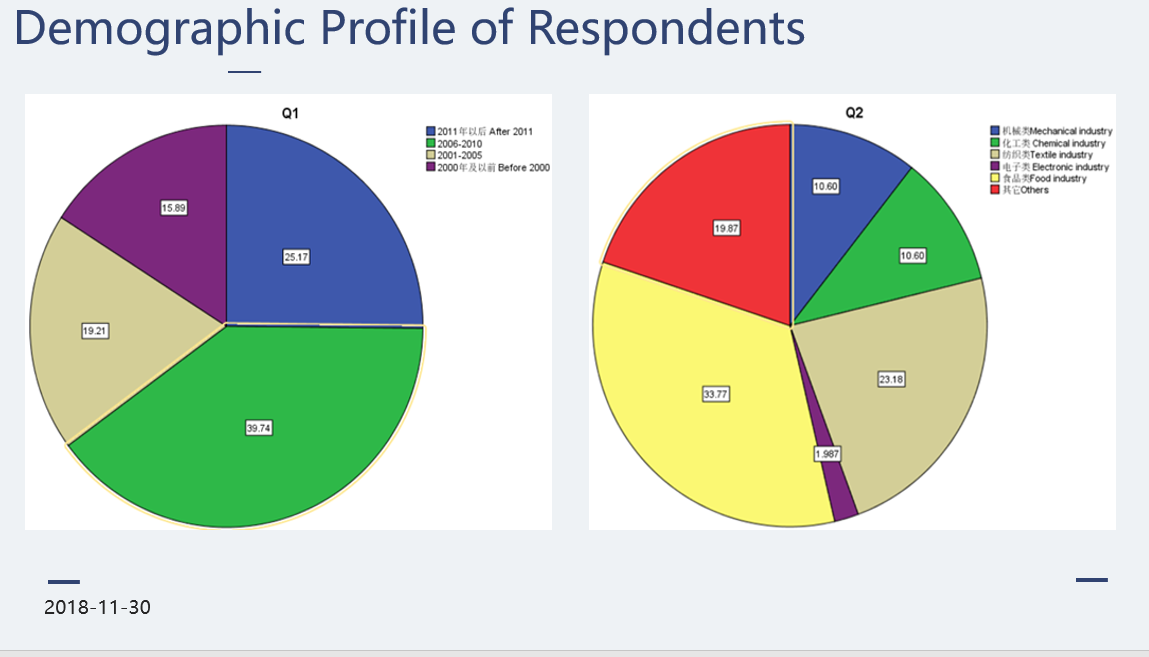 Demographic Profile of Respondents
Q1
2011年以后 After 2011
2006-2010
2001-2005
2000年及以前 Before 2000
15.89
25.17
19.21
39.74
Q2
机械类Mechanical industry
化工类 Chemical industry
纺织类Textile industry
电子类 Electronic industry
食品类Food industry
其它Others
10.60
19.87
10.60
23.18
33.77
1.987
2018-11-30